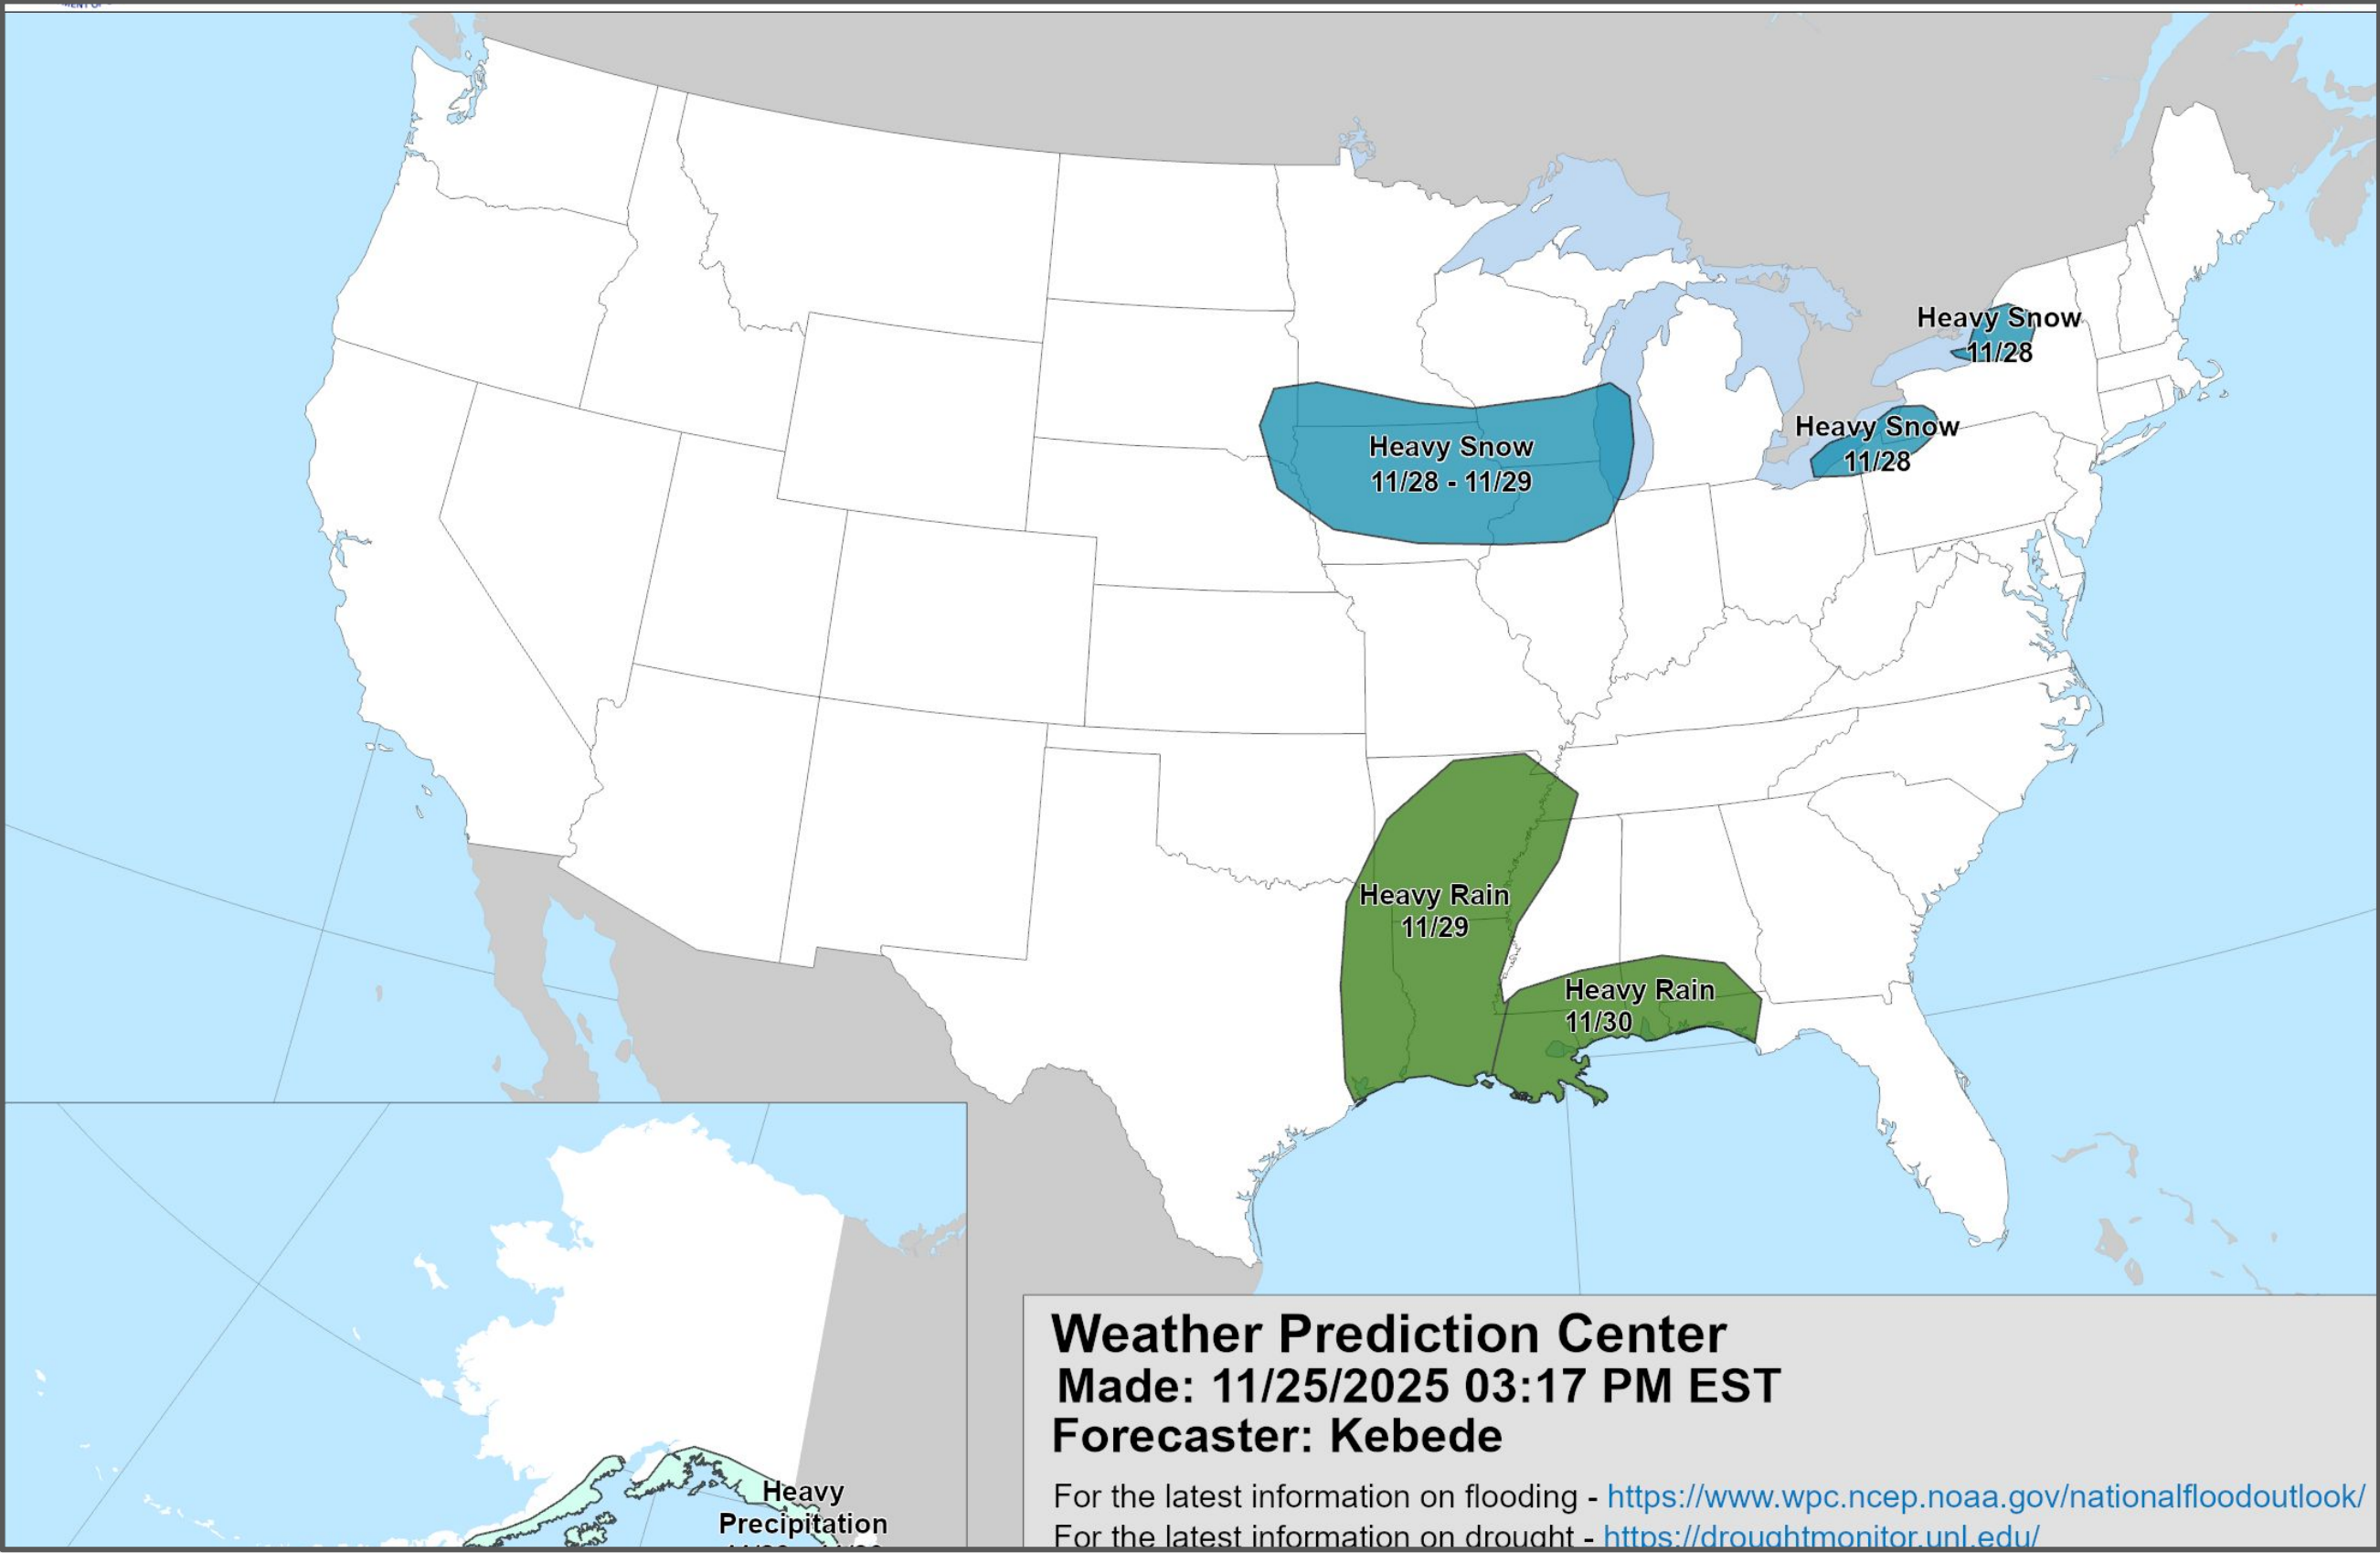 Heavy Snow
11/28
Heavy Snow
11/28
Heavy Snow
11/28 - 11/29
Heavy Rain
11/29
Heavy Rain
11/30
Heavy
Precipitation
Weather Prediction Center
Made: 11/25/2025 03:17 PM EST
Forecaster: Kebede
For the latest information on flooding - https://www.wpc.ncep.noaa.gov/nationalfloodoutlook/
For the latest information on drought - https://droughtmonitor.unl.edu/